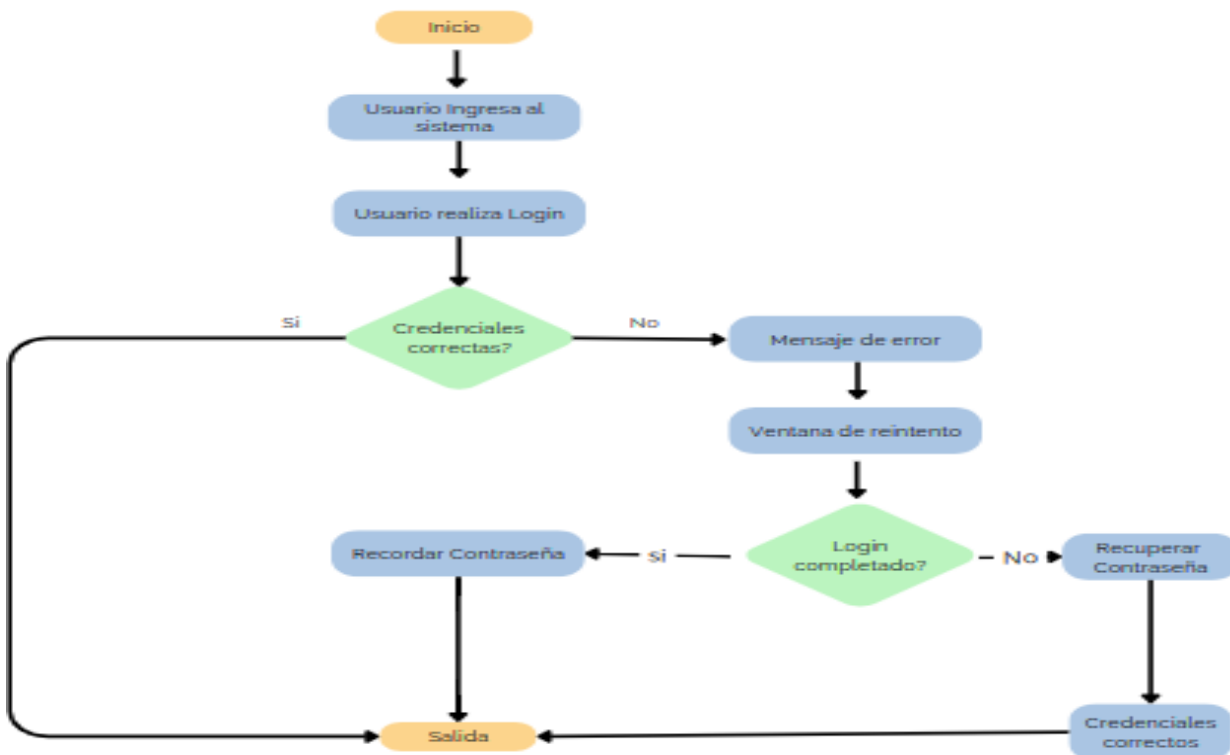 Inicio
Usuario Ingresa al
sistema
Usuario realiza Login
Si
Credenciales
correctas?
No
Mensaje de error
Ventana de reintento
Recordar Contraseña
Si
Login
completado?
No
Recuperar
Contraseña
Salida
Credenciales
correctos